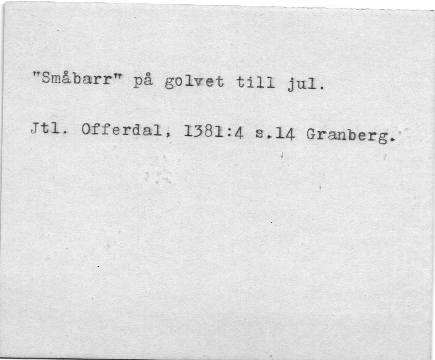 "Småbarr" på golvet till jul.
Jtl. Offerdal, 1381:4 s.14 Granberg.